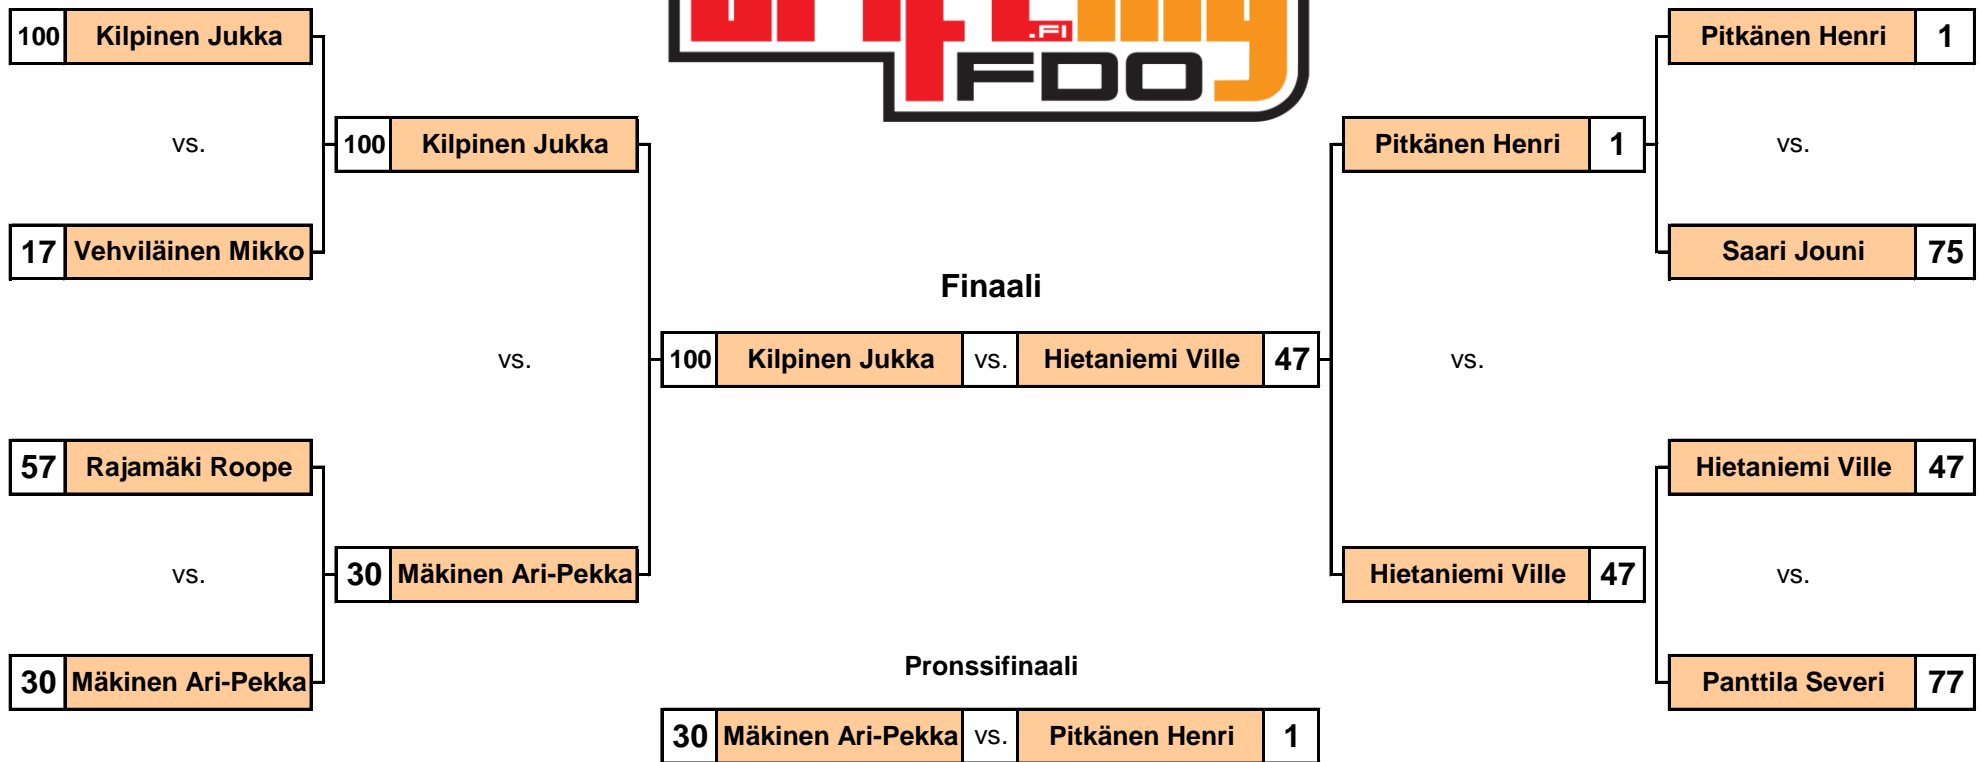 .FI
FDO
100 Kilpinen Jukka
vs.
17 Vehviläinen Mikko
57 Rajamäki Roope
vs.
30 Mäkinen Ari-Pekka
100 Kilpinen Jukka
vs.
30 Mäkinen Ari-Pekka
Finaali
100 Kilpinen Jukka vs. Hietaniemi Ville 47
Pronssifinaali
30 Mäkinen Ari-Pekka vs. Pitkänen Henri 1
Pitkänen Henri 1
vs.
Hietaniemi Ville 47
Pitkänen Henri 1
vs.
Saari Jouni 75
Hietaniemi Ville 47
vs.
Panttila Severi 77